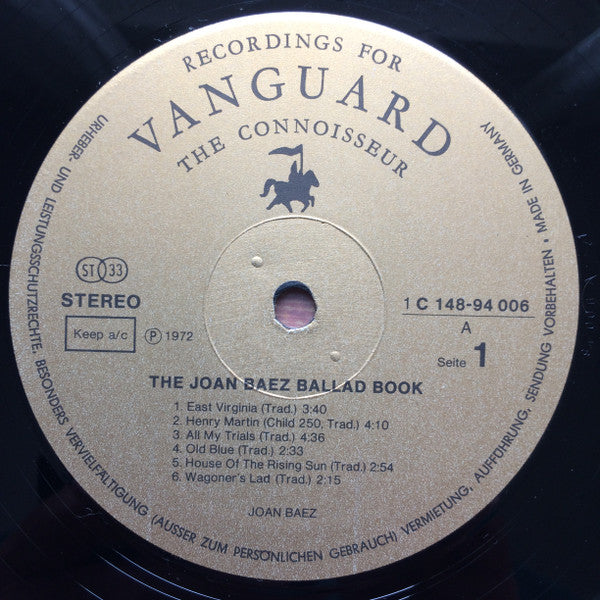 RECORDINGS FOR
VANGUARD
THE CONNOISSEUR
URHEBER- UND LEISTUNGSSCHUTZRECHTE, BESONDERS VERVIELFÄLTIGUNG (AUSSER ZUM PERSÖNLICHEN GEBRAUCH) VERMIETUNG, AUFFÜHRUNG, SENDUNG VORBEHALTEN • MADE IN GERMANY
ST 33
STEREO
Keep a/c
Ⓟ 1972
1 C 148-94 006
A
Seite 1
THE JOAN BAEZ BALLAD BOOK
1. East Virginia (Trad.) 3:40
2. Henry Martin (Child 250, Trad.) 4:10
3. All My Trials (Trad.) 4:36
4. Old Blue (Trad.) 2:33
5. House Of The Rising Sun (Trad.) 2:54
6. Wagoner's Lad (Trad.) 2:15
JOAN BAEZ